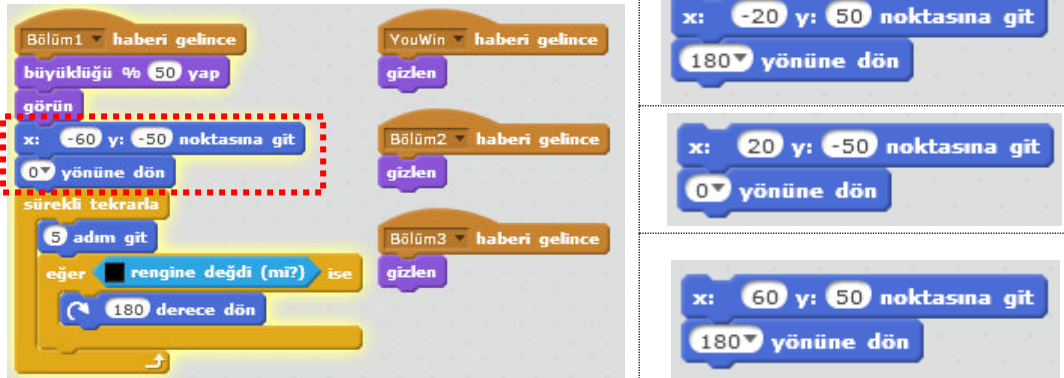 Bölüm1 haberi gelince
büyüklüğü % 50 yap
görün
x: -60 y: -50 noktasına git
0 yönüne dön
sürekli tekrarla
5 adım git
eğer rengine değdi (mi?) ise
180 derece dön
YouWin haberi gelince
gizlen
Bölüm2 haberi gelince
gizlen
Bölüm3 haberi gelince
gizlen
x: -20 y: 50 noktasına git
180 yönüne dön
x: 20 y: -50 noktasına git
0 yönüne dön
x: 60 y: 50 noktasına git
180 yönüne dön